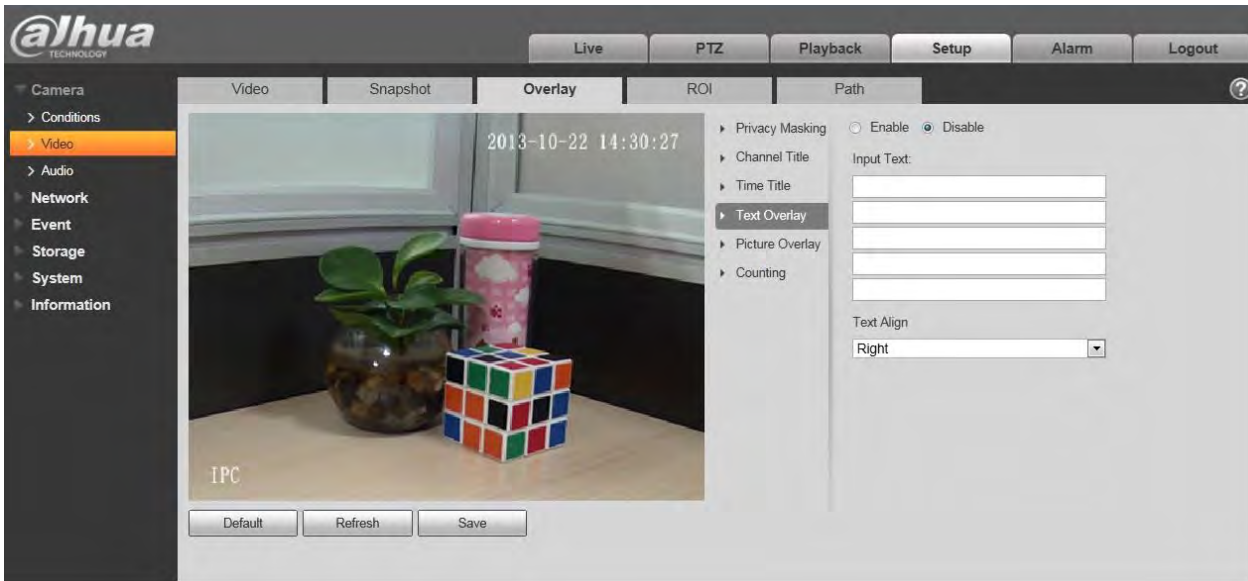 alhua
TECHNOLOGY
Live PTZ Playback Setup Alarm Logout
Camera
Conditions
Video
Audio
Network
Event
Storage
System
Information
Video Snapshot Overlay ROI Path ?
2013-10-22 14:30:27
IPC
Default Refresh Save
Privacy Masking
Channel Title
Time Title
Text Overlay
Picture Overlay
Counting
Enable Disable
Input Text:
Text Align
Right